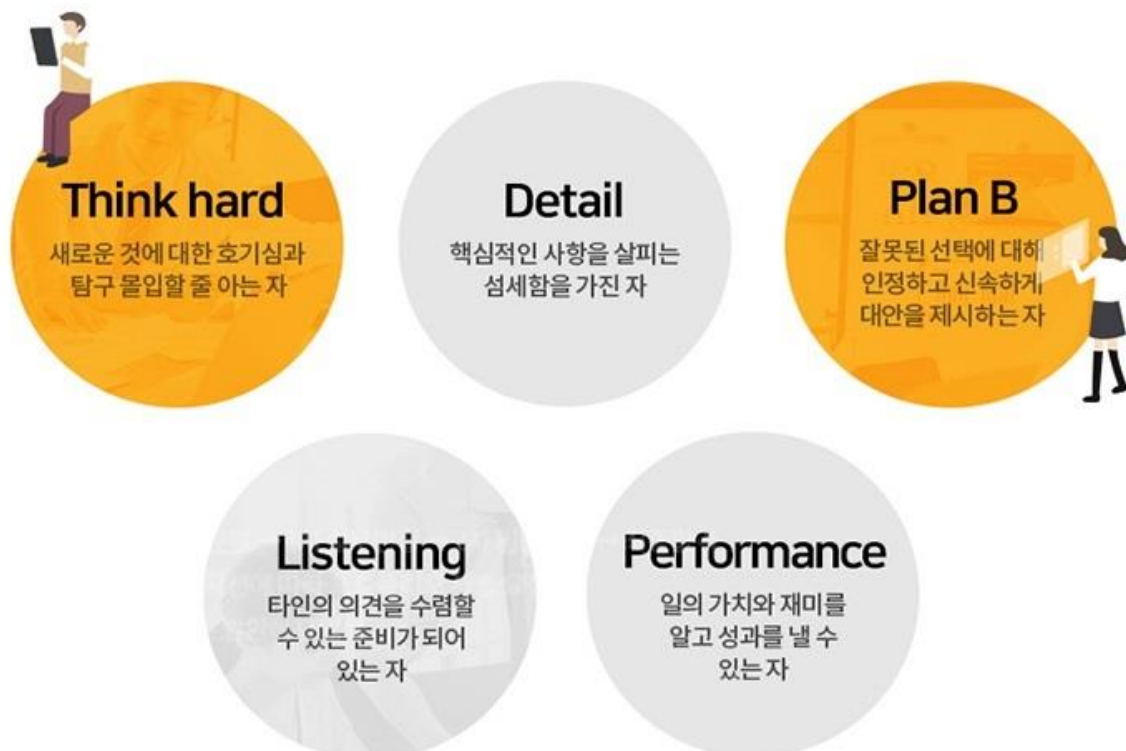 Think hard
새로운 것에 대한 호기심과
탐구 몰입할 줄 아는 자
Detail
핵심적인 사항을 살피는
섬세함을 가진 자
Plan B
잘못된 선택에 대해
인정하고 신속하게
대안을 제시하는 자
Listening
타인의 의견을 수렴할
수 있는 준비가 되어
있는 자
Performance
일의 가치와 재미를
알고 성과를 낼 수
있는 자